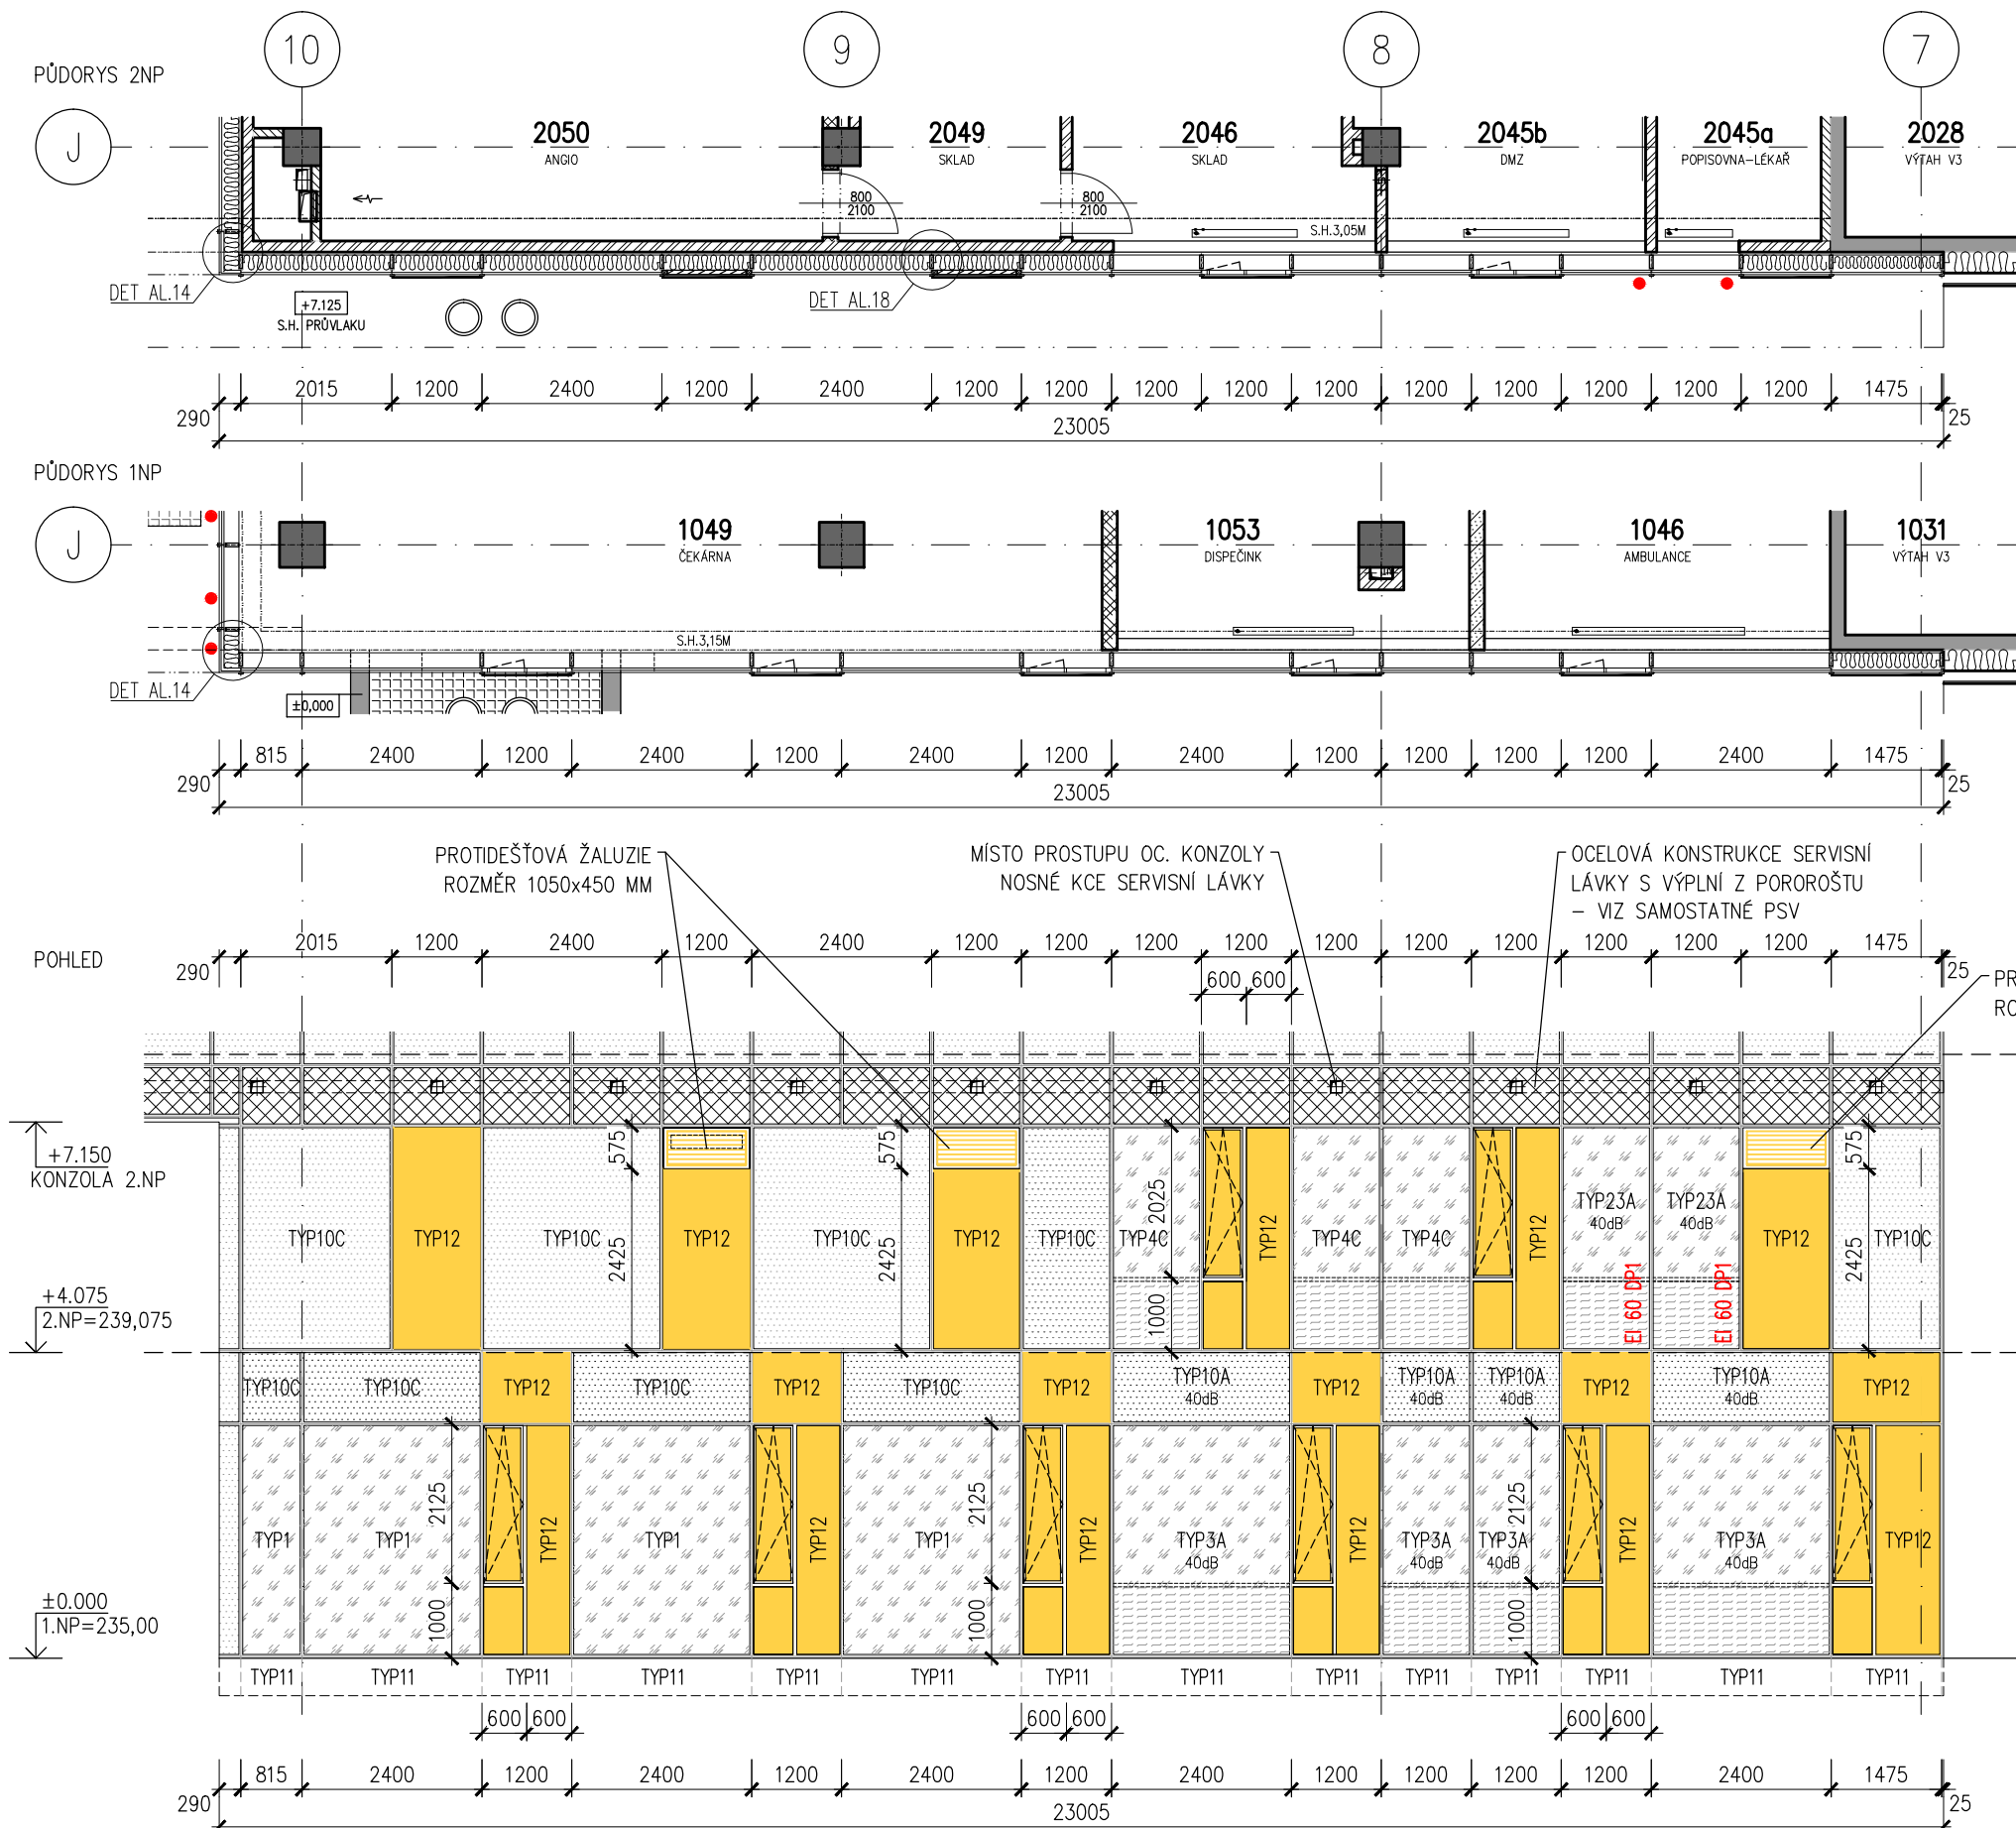 10
9
8
7
PŮDORYS 2NP
J
2050
ANGIO
2049
SKLAD
2046
SKLAD
2045b
DMZ
2045a
POPISOVNA-LÉKAŘ
2028
VÝTAH V3
800
2100
800
2100
S.H.3,05M
DET AL.14
+7.125
S.H. PRŮVLAKU
DET AL.18
290 2015 1200 2400 1200 2400 1200 1200 1200 1200 1200 1200 1200 1200 1200 1200 1475 25
23005
PŮDORYS 1NP
J
1049
ČEKÁRNA
1053
DISPEČINK
1046
AMBULANCE
1031
VÝTAH V3
S.H.3,15M
DET AL.14
±0,000
290 815 2400 1200 2400 1200 2400 1200 2400 1200 1200 1200 1200 2400 1475 25
23005
PROTIDEŠŤOVÁ ŽALUZIE
ROZMĚR 1050x450 MM
MÍSTO PROSTUPU OC. KONZOLY
NOSNÉ KCE SERVISNÍ LÁVKY
OCELOVÁ KONSTRUKCE SERVISNÍ
LÁVKY S VÝPLNÍ Z POROROŠTU
– VIZ SAMOSTATNÉ PSV
POHLED
290 2015 1200 2400 1200 2400 1200 1200 1200 1200 1200 1200 1200 1200 1200 1200 1475 25
600 600
PR
RO
+7.150
KONZOLA 2.NP
575 575 2025 575
TYP10C TYP12 TYP10C TYP12 TYP10C TYP12 TYP10C TYP4C TYP12 TYP4C TYP4C TYP12 TYP23A TYP23A TYP12 TYP10C
40dB 40dB
2425 2425 1000 2425
EI 60 DP1 EI 60 DP1
+4.075
2.NP=239,075
TYP10C TYP10C TYP12 TYP10C TYP12 TYP10C TYP12 TYP10A TYP12 TYP10A TYP10A TYP12 TYP10A TYP12
40dB 40dB 40dB 40dB
2125 2125 2125
TYP1 TYP1 TYP12 TYP1 TYP12 TYP1 TYP12 TYP3A TYP12 TYP3A TYP3A TYP12 TYP3A TYP12
40dB 40dB 40dB 40dB
1000 1000 1000
±0.000
1.NP=235,00
TYP11 TYP11 TYP11 TYP11 TYP11 TYP11 TYP11 TYP11 TYP11 TYP11 TYP11 TYP11 TYP11 TYP11
600 600 600 600 600 600
290 815 2400 1200 2400 1200 2400 1200 2400 1200 1200 1200 1200 2400 1475 25
23005